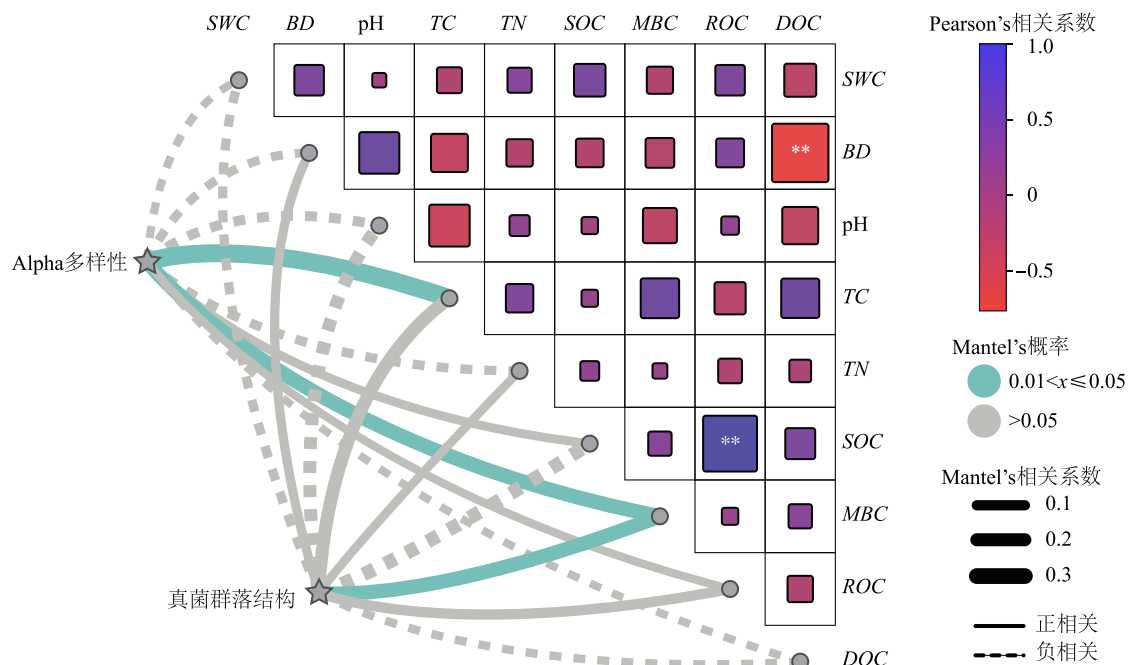 SWC BD pH TC TN SOC MBC ROC DOC
Pearson's相关系数
SWC
BD
pH
TC
TN
SOC
MBC
ROC
DOC
**
**
1.0
0.5
0
−0.5
Alpha多样性
真菌群落结构
Mantel's概率
0.01<x≤0.05
>0.05
Mantel's相关系数
0.1
0.2
0.3
正相关
负相关